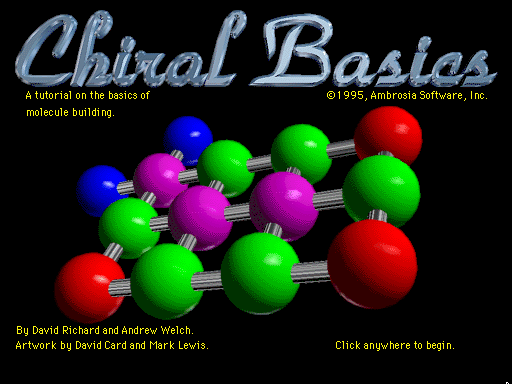 Chiral Basics
A tutorial on the basics of
molecule building.
©1995, Ambrosia Software, Inc.
By David Richard and Andrew Welch.
Artwork by David Card and Mark Lewis.
Click anywhere to begin.